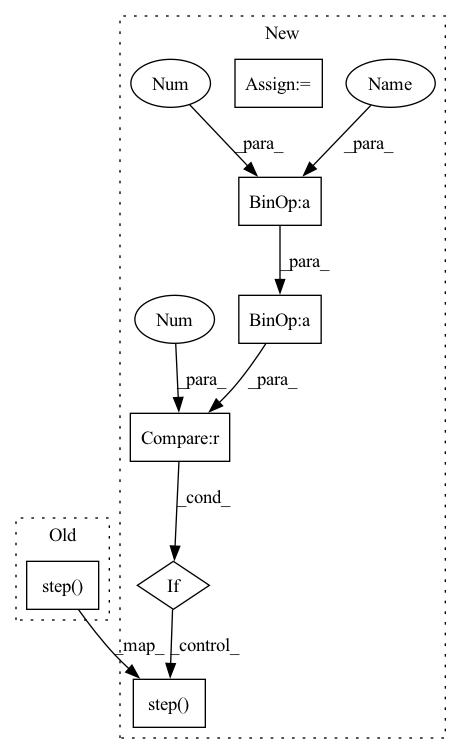 New
Num
Assign:=
Name
_para_
_para_
BinOp:a
_para_
Num
BinOp:a
_para_
_para_
Compare:r
_cond_
Old
step()
If
_map_
_control_
step()